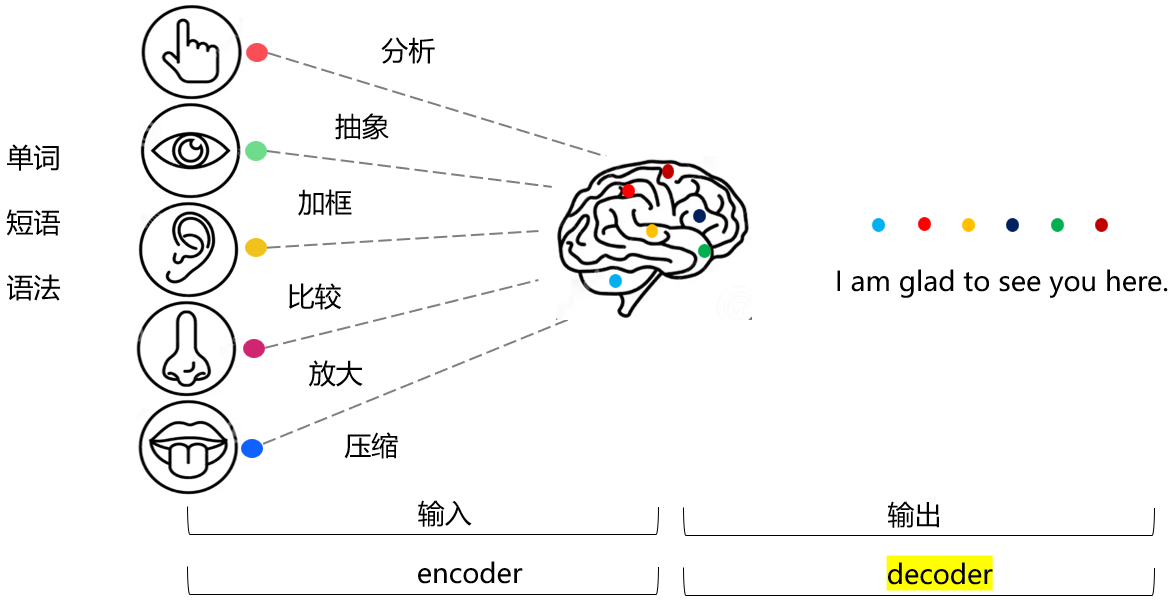 单词
短语
语法
分析
抽象
加框
比较
放大
压缩
I am glad to see you here.
输入
输出
encoder
decoder